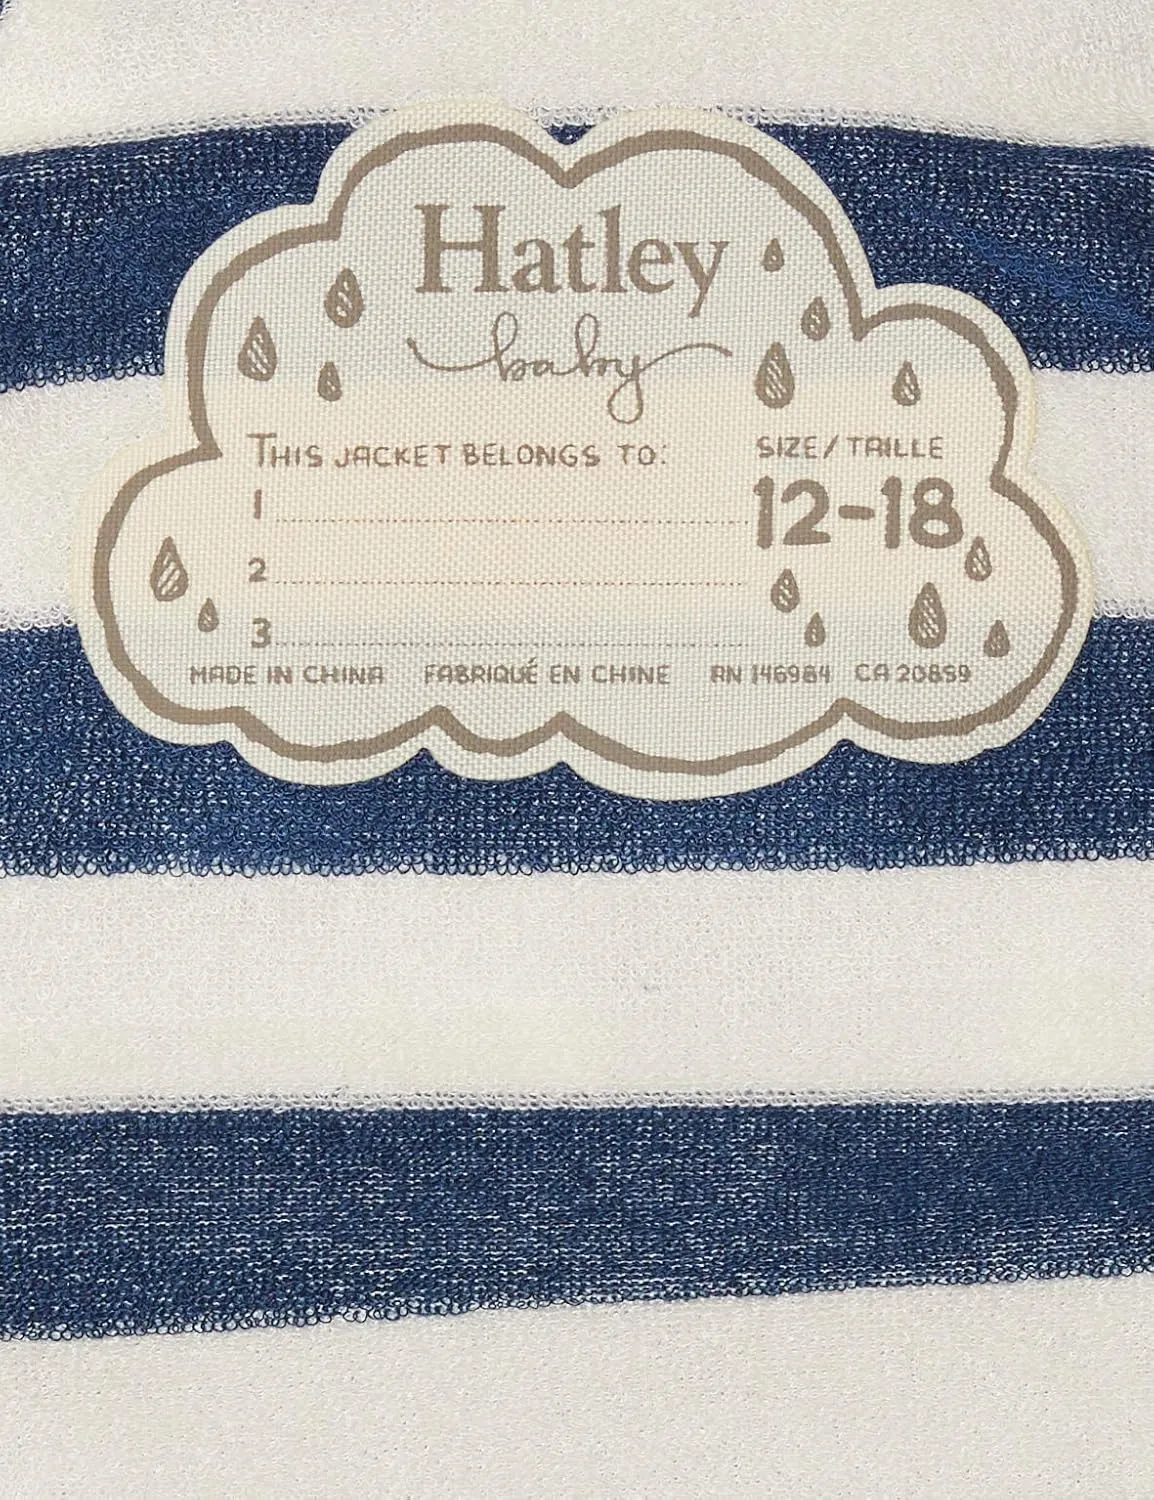 Hatley
baby
THIS JACKET BELONGS TO:
SIZE/TAILLE
12-18
1
2
3
MADE IN CHINA FABRIQUÉ EN CHINE RN 146984 CA 20859